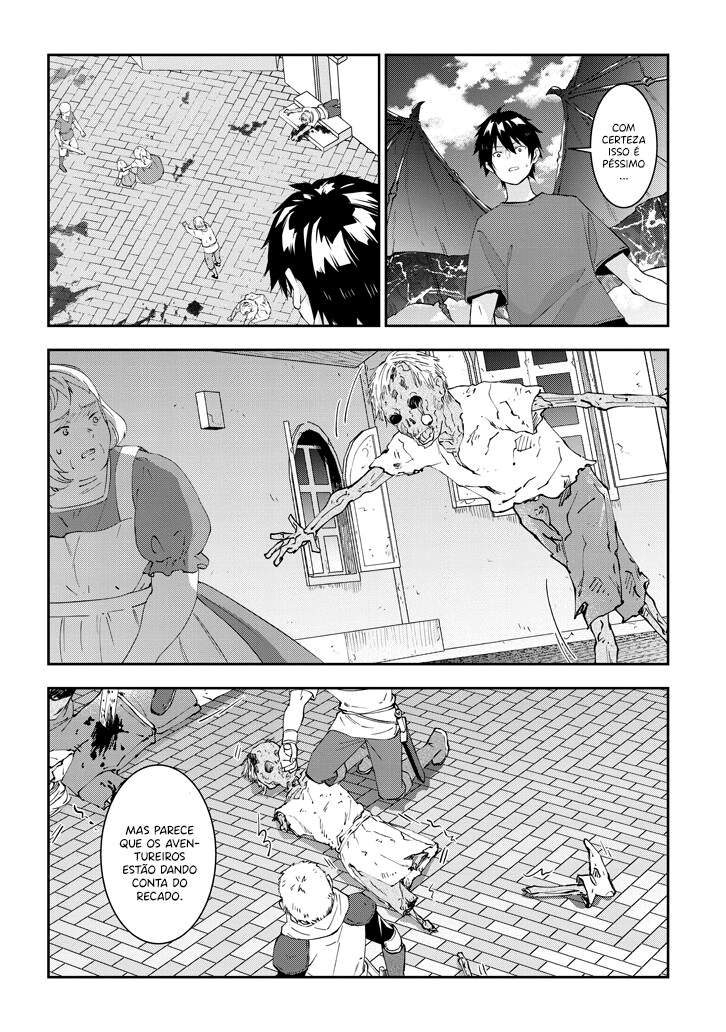 COM
CERTEZA
ISSO É
PÉSSIMO
...
MAS PARECE
QUE OS AVEN-
TUREIROS
ESTÃO DANDO
CONTA DO
RECADO.